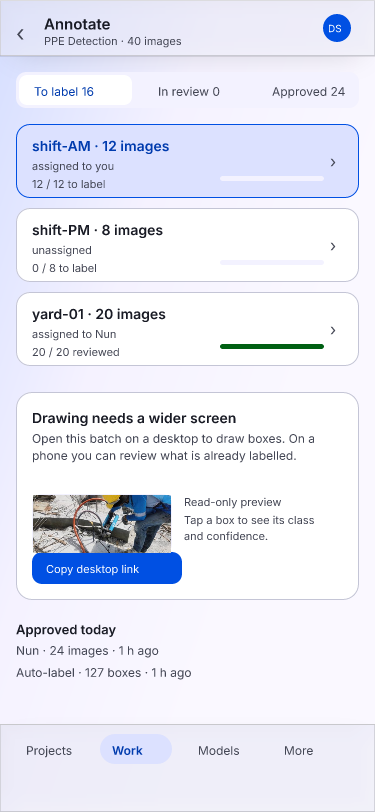 Annotate
PPE Detection · 40 images
DS
To label 16
In review 0
Approved 24
shift-AM · 12 images
assigned to you
12 / 12 to label
shift-PM · 8 images
unassigned
0 / 8 to label
yard-01 · 20 images
assigned to Nun
20 / 20 reviewed
Drawing needs a wider screen
Open this batch on a desktop to draw boxes. On a
phone you can review what is already labelled.
Read-only preview
Tap a box to see its class
and confidence.
Copy desktop link
Approved today
Nun · 24 images · 1 h ago
Auto-label · 127 boxes · 1 h ago
Projects
Work
Models
More